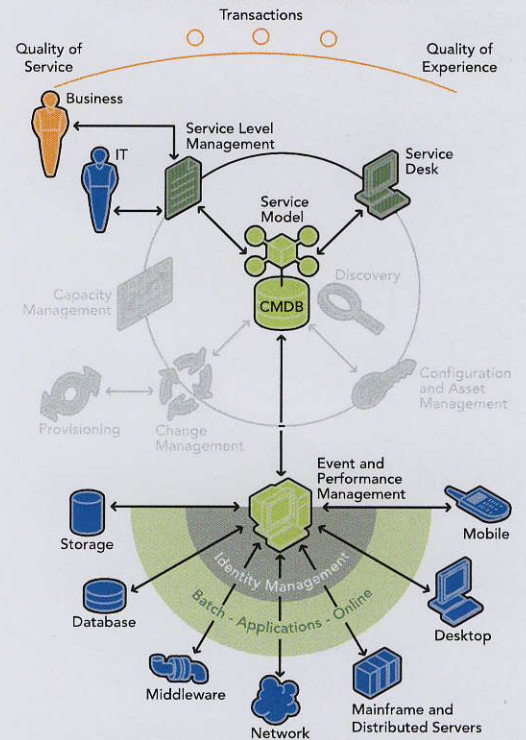 Transactions
Quality of
Service
Quality of
Experience
Business
IT
Service Level
Management
Service
Desk
Service
Model
CMDB
Discovery
Capacity
Management
Provisioning
Change
Management
Configuration
and Asset
Management
Event and
Performance
Management
Storage
Mobile
Identity Management
Batch - Applications - Online
Database
Desktop
Middleware
Network
Mainframe and
Distributed Servers